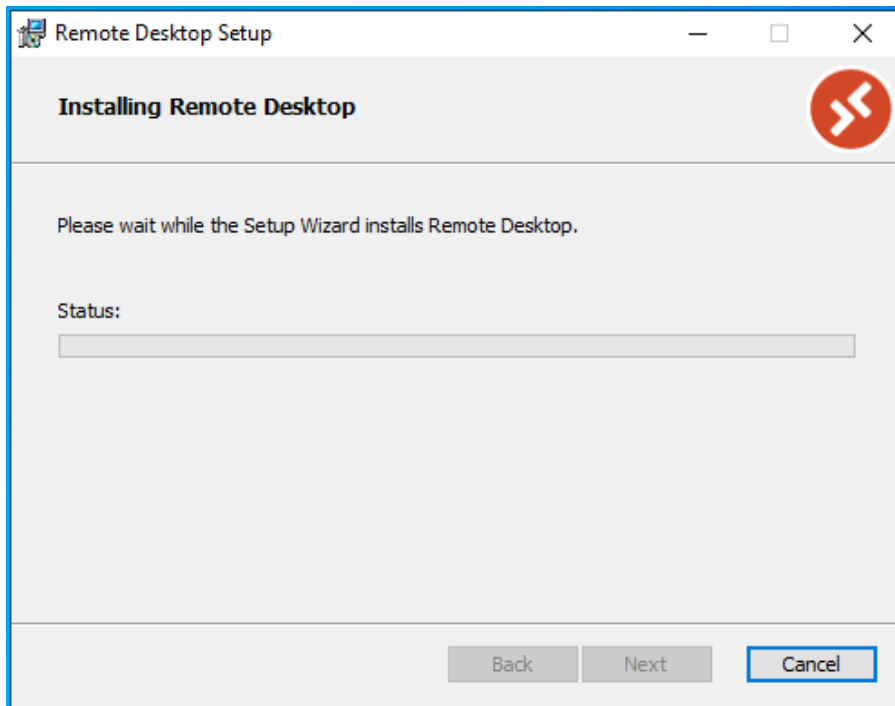 Remote Desktop Setup
Installing Remote Desktop
Please wait while the Setup Wizard installs Remote Desktop.
Status:
Back Next Cancel